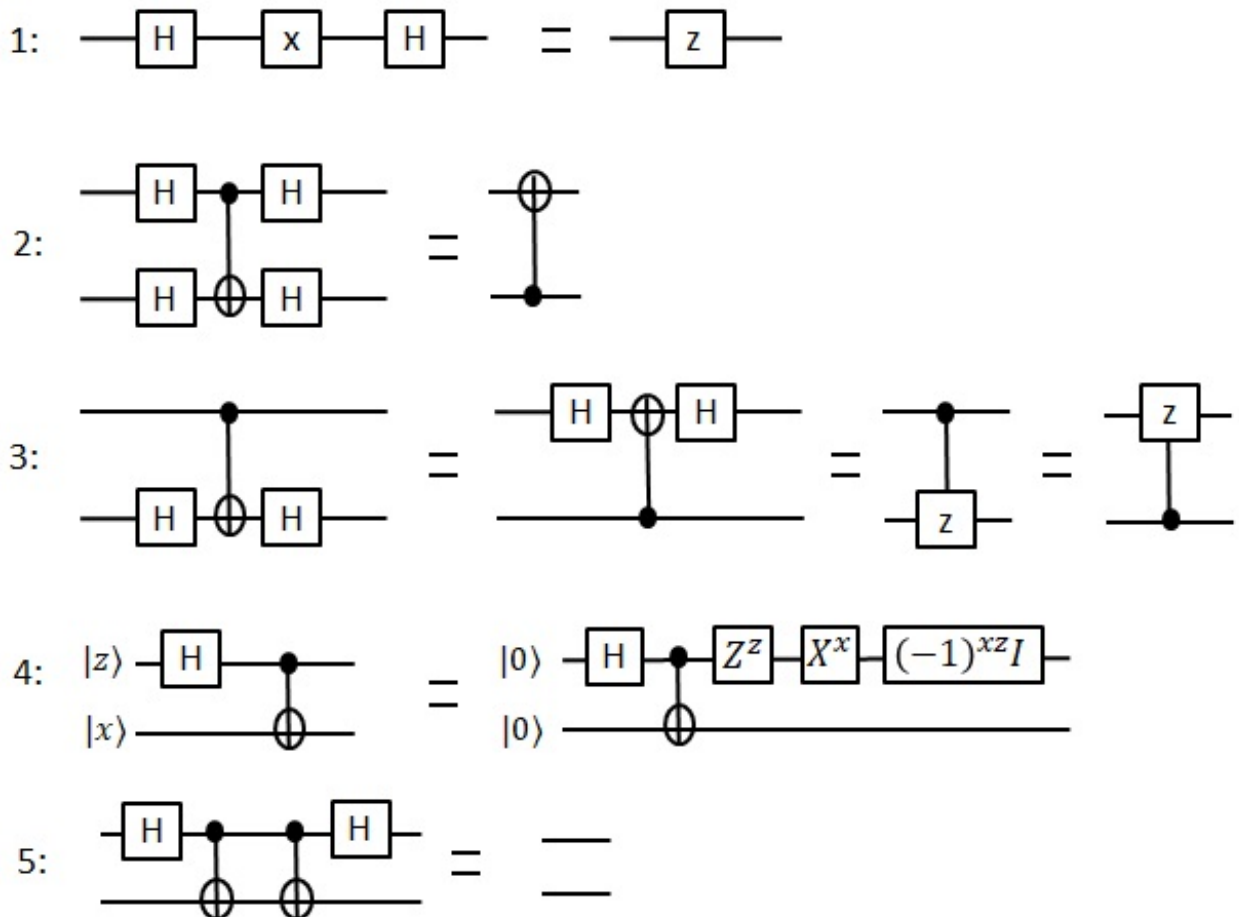 1: H x H = z
H H
2: =
H H
H H z
3: = = =
H H z
4: |z⟩ H = |0⟩ H Z^z X^x (-1)^{xz}I
|x⟩ |0⟩
H H
5: =